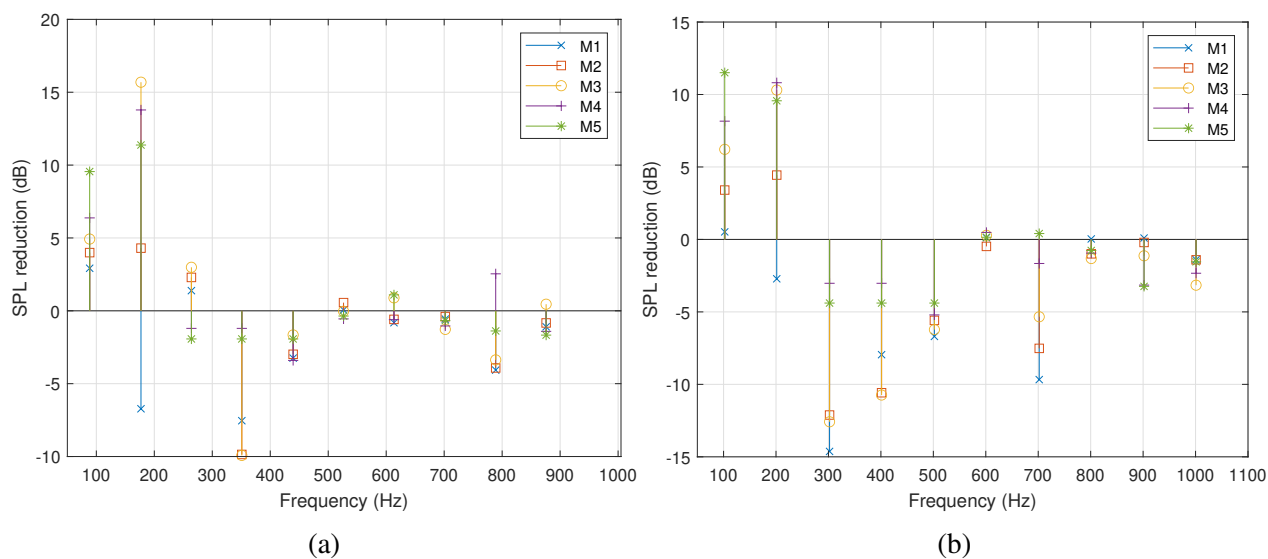 20
15
10
5
0
-5
-10
SPL reduction (dB)
100 200 300 400 500 600 700 800 900 1000
Frequency (Hz)
M1
M2
M3
M4
M5
(a)
15
10
5
0
-5
-10
-15
SPL reduction (dB)
100 200 300 400 500 600 700 800 900 1000 1100
Frequency (Hz)
M1
M2
M3
M4
M5
(b)